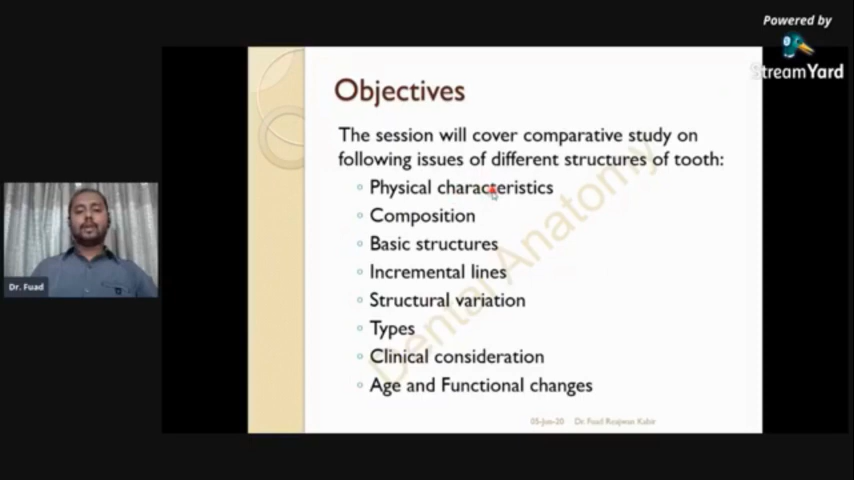 Powered by
StreamYard
Objectives
The session will cover comparative study on
following issues of different structures of tooth:
Physical characteristics
Composition
Basic structures
Incremental lines
Structural variation
Types
Clinical consideration
Age and Functional changes
Dental Anatomy
Dr. Fuad
05-Jun-20 Dr. Fuad Kabir